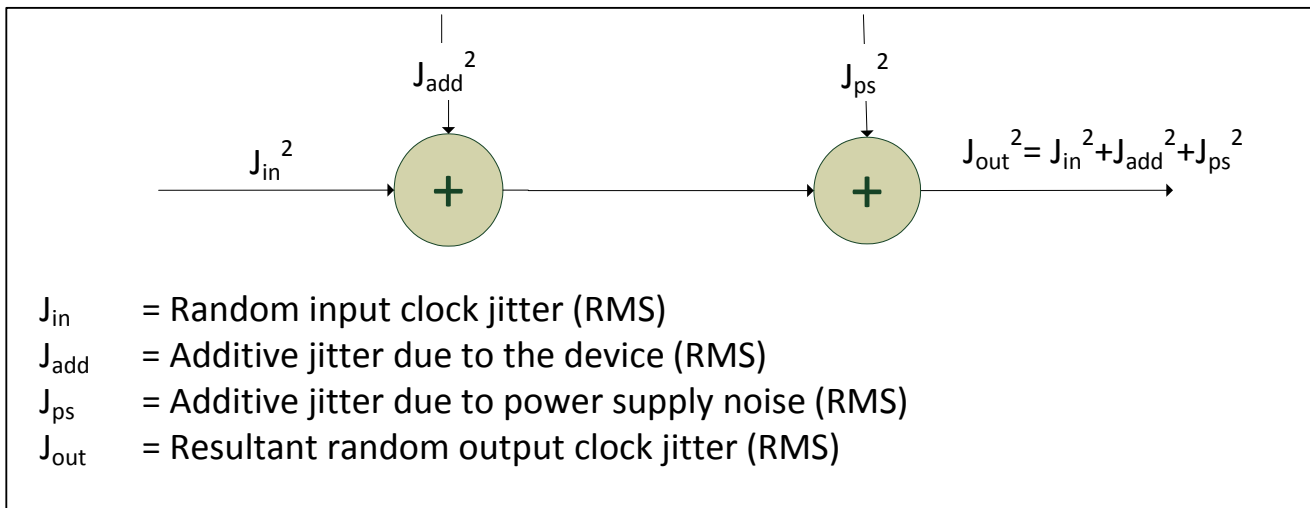 J_add^2 J_ps^2
J_in^2 J_out^2= J_in^2+J_add^2+J_ps^2
+ +
J_in = Random input clock jitter (RMS)
J_add = Additive jitter due to the device (RMS)
J_ps = Additive jitter due to power supply noise (RMS)
J_out = Resultant random output clock jitter (RMS)